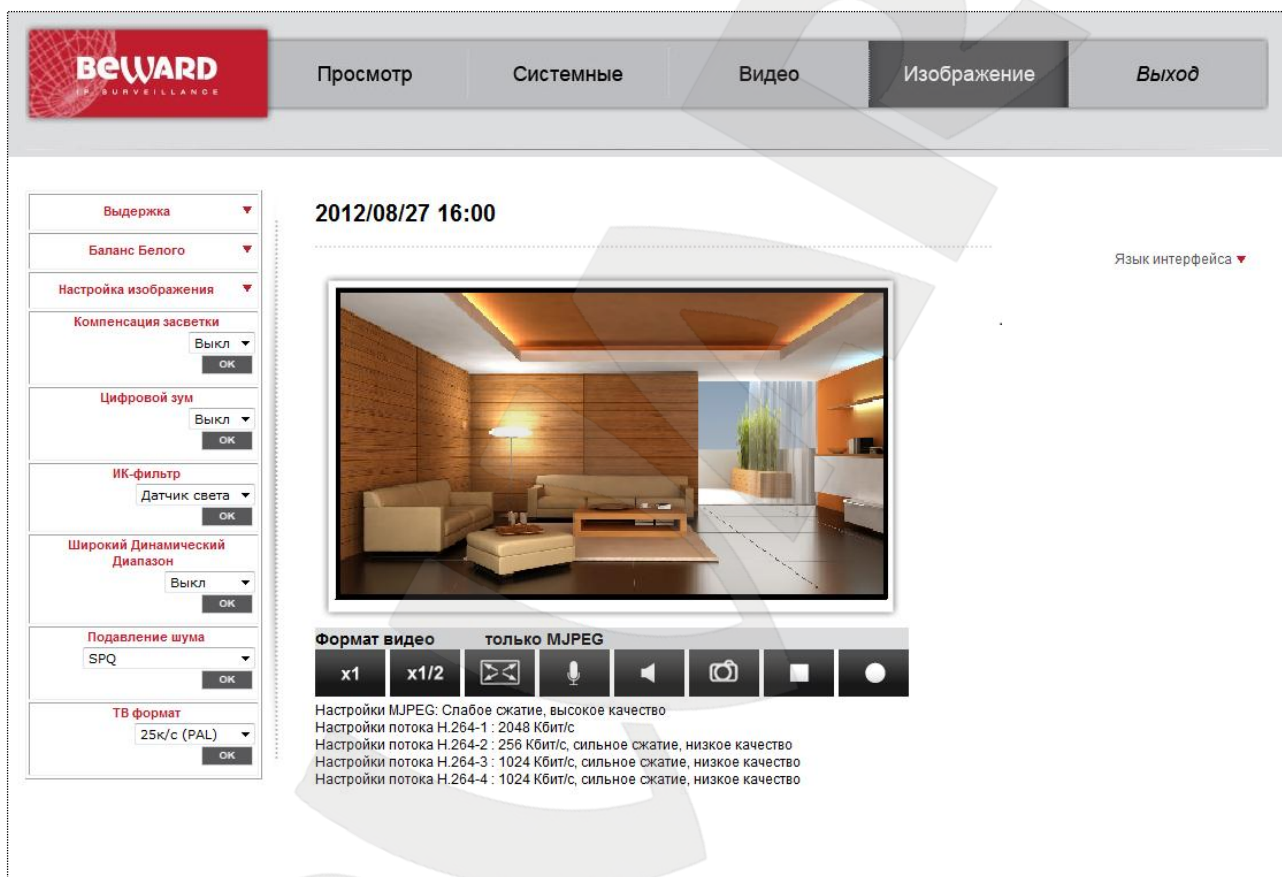 BEWARD
IP SURVEILLANCE
Просмотр
Системные
Видео
Изображение
Выход
Выдержка
Баланс Белого
Настройка изображения
Компенсация засветки
Выкл
OK
Цифровой зум
Выкл
OK
ИК-фильтр
Датчик света
OK
Широкий Динамический
Диапазон
Выкл
OK
Подавление шума
SPQ
OK
ТВ формат
25к/с (PAL)
OK
2012/08/27 16:00
Язык интерфейса
Формат видео только MJPEG
x1 x1/2
Настройки MJPEG: Слабое сжатие, высокое качество
Настройки потока H.264-1 : 2048 Кбит/с
Настройки потока H.264-2 : 256 Кбит/с, сильное сжатие, низкое качество
Настройки потока H.264-3 : 1024 Кбит/с, сильное сжатие, низкое качество
Настройки потока H.264-4 : 1024 Кбит/с, сильное сжатие, низкое качество